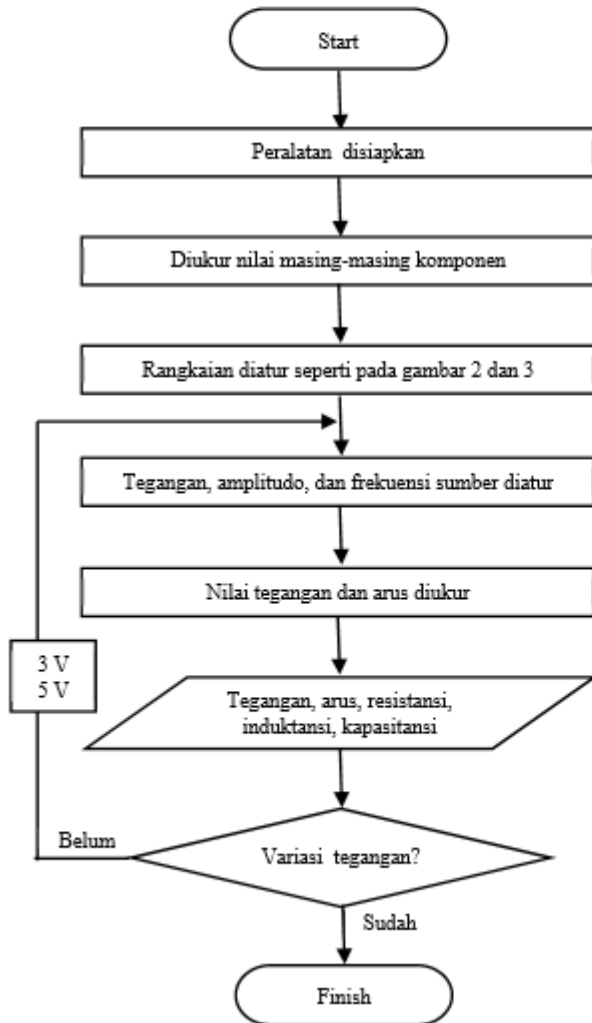 Start
Peralatan disiapkan
Diukur nilai masing-masing komponen
Rangkaian diatur seperti pada gambar 2 dan 3
Tegangan, amplitudo, dan frekuensi sumber diatur
Nilai tegangan dan arus diukur
3 V
5 V
Tegangan, arus, resistansi,
induktansi, kapasitansi
Belum
Variasi tegangan?
Sudah
Finish